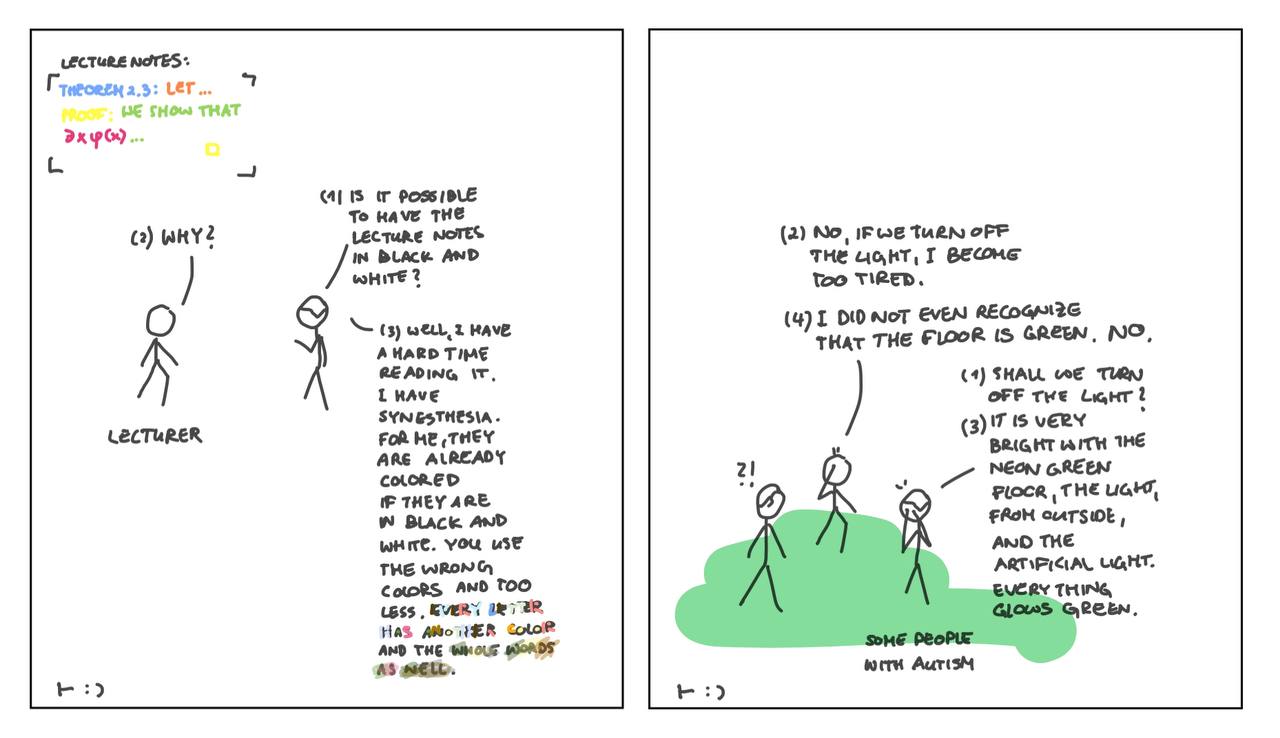 LECTURE NOTES:
THEOREM 2.3: LET...
PROOF: WE SHOW THAT
∂xφ(x)...
(1) IS IT POSSIBLE
TO HAVE THE
LECTURE NOTES
IN BLACK AND
WHITE?
(2) WHY?
(3) WELL, I HAVE
A HARD TIME
READING IT.
I HAVE
SYNESTHESIA.
FOR ME, THEY
ARE ALREADY
COLORED
IF THEY ARE
IN BLACK AND
WHITE. YOU USE
THE WRONG
COLORS AND TOO
LESS. EVERY LETTER
HAS ANOTHER COLOR
AND THE WHOLE WORDS
AS WELL.
LECTURER
T :)
(2) NO, IF WE TURN OFF
THE LIGHT, I BECOME
TOO TIRED.
(4) I DID NOT EVEN RECOGNIZE
THAT THE FLOOR IS GREEN. NO.
(1) SHALL WE TURN
OFF THE LIGHT?
(3) IT IS VERY
BRIGHT WITH THE
NEON GREEN
FLOOR, THE LIGHT,
FROM OUTSIDE,
AND THE
ARTIFICIAL LIGHT.
EVERYTHING
GLOWS GREEN.
?!
SOME PEOPLE
WITH AUTISM
T :)